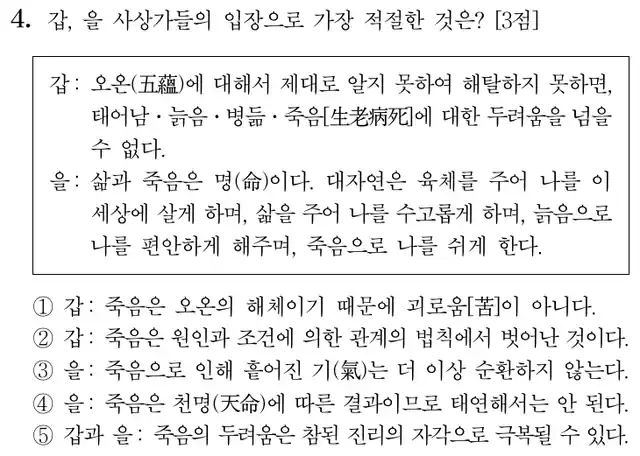 4. 갑, 을 사상가들의 입장으로 가장 적절한 것은? [3점]
갑: 오온(五蘊)에 대해서 제대로 알지 못하여 해탈하지 못하면,
태어남·늙음·병듦·죽음[生老病死]에 대한 두려움을 넘을
수 없다.
을: 삶과 죽음은 명(命)이다. 대자연은 육체를 주어 나를 이
세상에 살게 하며, 삶을 주어 나를 수고롭게 하며, 늙음으로
나를 편안하게 해주며, 죽음으로 나를 쉬게 한다.
① 갑: 죽음은 오온의 해체이기 때문에 괴로움[苦]이 아니다.
② 갑: 죽음은 원인과 조건에 의한 관계의 법칙에서 벗어난 것이다.
③ 을: 죽음으로 인해 흩어진 기(氣)는 더 이상 순환하지 않는다.
④ 을: 죽음은 천명(天命)에 따른 결과이므로 태연해서는 안 된다.
⑤ 갑과 을: 죽음의 두려움은 참된 진리의 자각으로 극복될 수 있다.